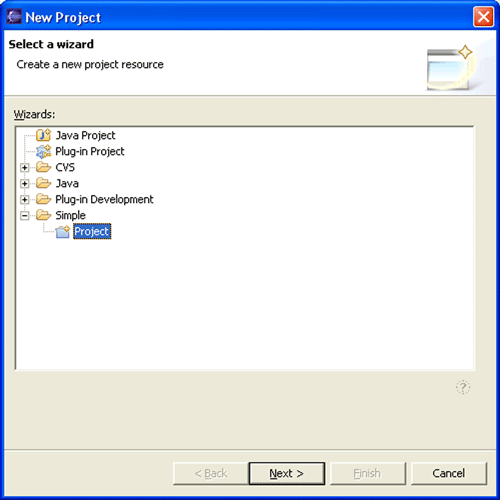 New Project
Select a wizard
Create a new project resource
Wizards:
Java Project
Plug-in Project
CVS
Java
Plug-in Development
Simple
Project
?
< Back
Next >
Finish
Cancel